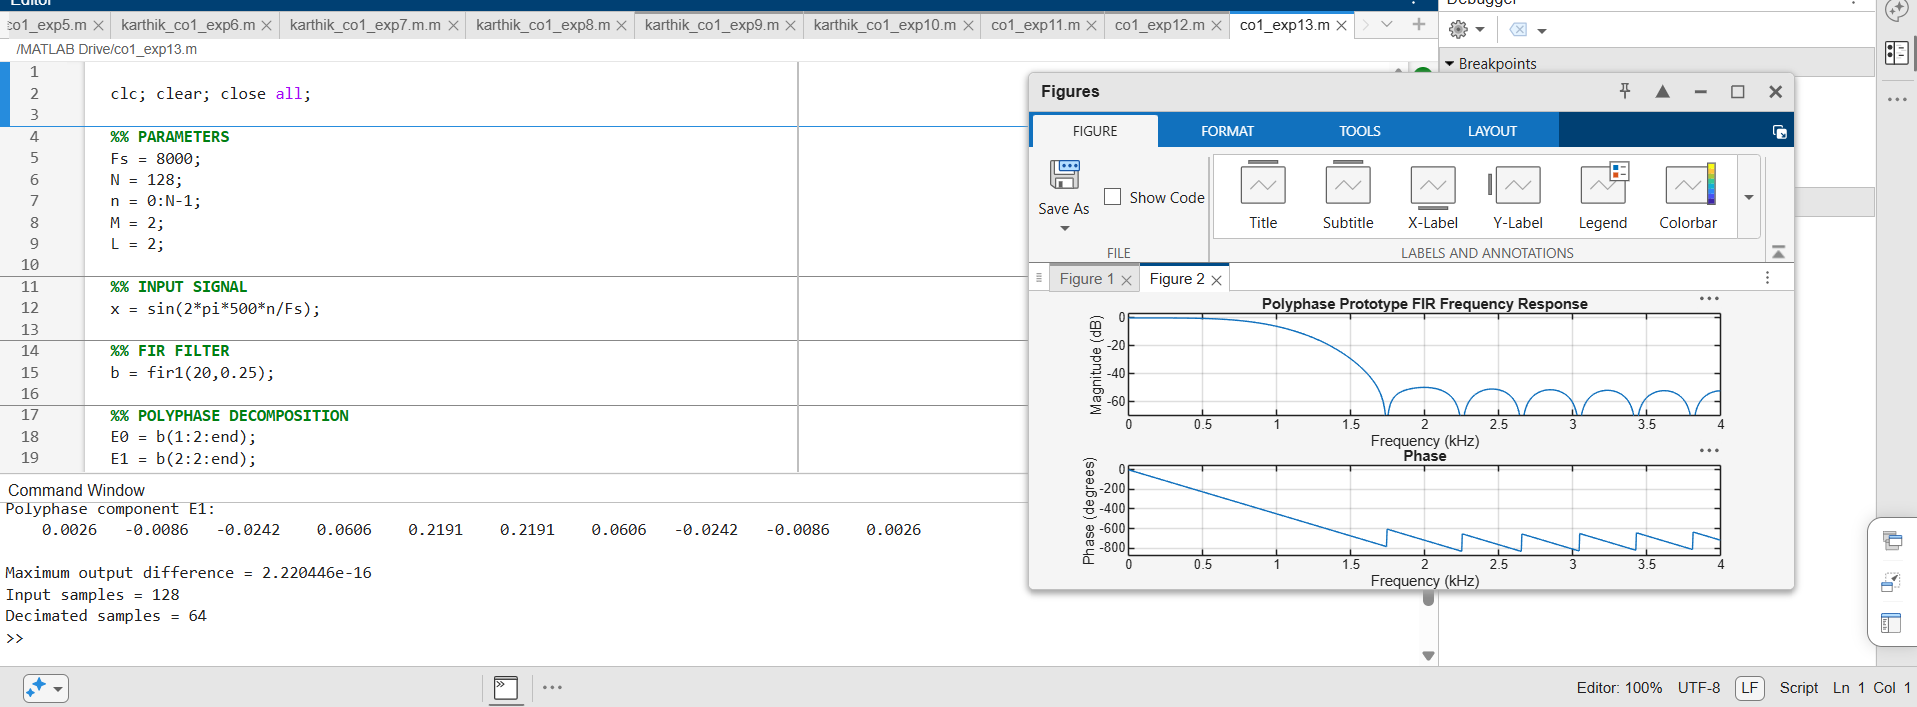 Editor
co1_exp5.m karthik_co1_exp6.m karthik_co1_exp7.m.m karthik_co1_exp8.m karthik_co1_exp9.m karthik_co1_exp10.m co1_exp11.m co1_exp12.m co1_exp13.m
/MATLAB Drive/co1_exp13.m
1
2 clc; clear; close all;
3
4 %% PARAMETERS
5 Fs = 8000;
6 N = 128;
7 n = 0:N-1;
8 M = 2;
9 L = 2;
10
11 %% INPUT SIGNAL
12 x = sin(2*pi*500*n/Fs);
13
14 %% FIR FILTER
15 b = fir1(20,0.25);
16
17 %% POLYPHASE DECOMPOSITION
18 E0 = b(1:2:end);
19 E1 = b(2:2:end);
Command Window
Polyphase component E1:
0.0026 -0.0086 -0.0242 0.0606 0.2191 0.2191 0.0606 -0.0242 -0.0086 0.0026
Maximum output difference = 2.220446e-16
Input samples = 128
Decimated samples = 64
>>
Debugger
Breakpoints
Figures
FIGURE FORMAT TOOLS LAYOUT
Save As
Show Code
Title Subtitle X-Label Y-Label Legend Colorbar
FILE LABELS AND ANNOTATIONS
Figure 1 Figure 2
Polyphase Prototype FIR Frequency Response
Magnitude (dB)
0
-20
-40
-60
0 0.5 1 1.5 2 2.5 3 3.5 4
Frequency (kHz)
Phase
Phase (degrees)
0
-200
-400
-600
-800
0 0.5 1 1.5 2 2.5 3 3.5 4
Frequency (kHz)
Editor: 100% UTF-8 LF Script Ln 1 Col 1